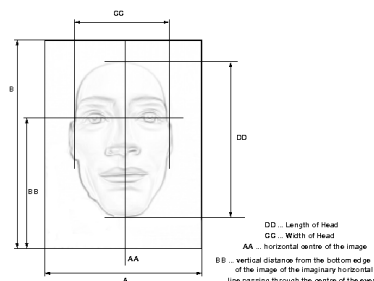 CC
B
DD
BB
DD ... Length of Head
CC ... Width of Head
AA ... horizontal centre of the image
AA
BB ... vertical distance from the bottom edge
of the image of the imaginary horizontal
line passing through the centre of the eyes
A